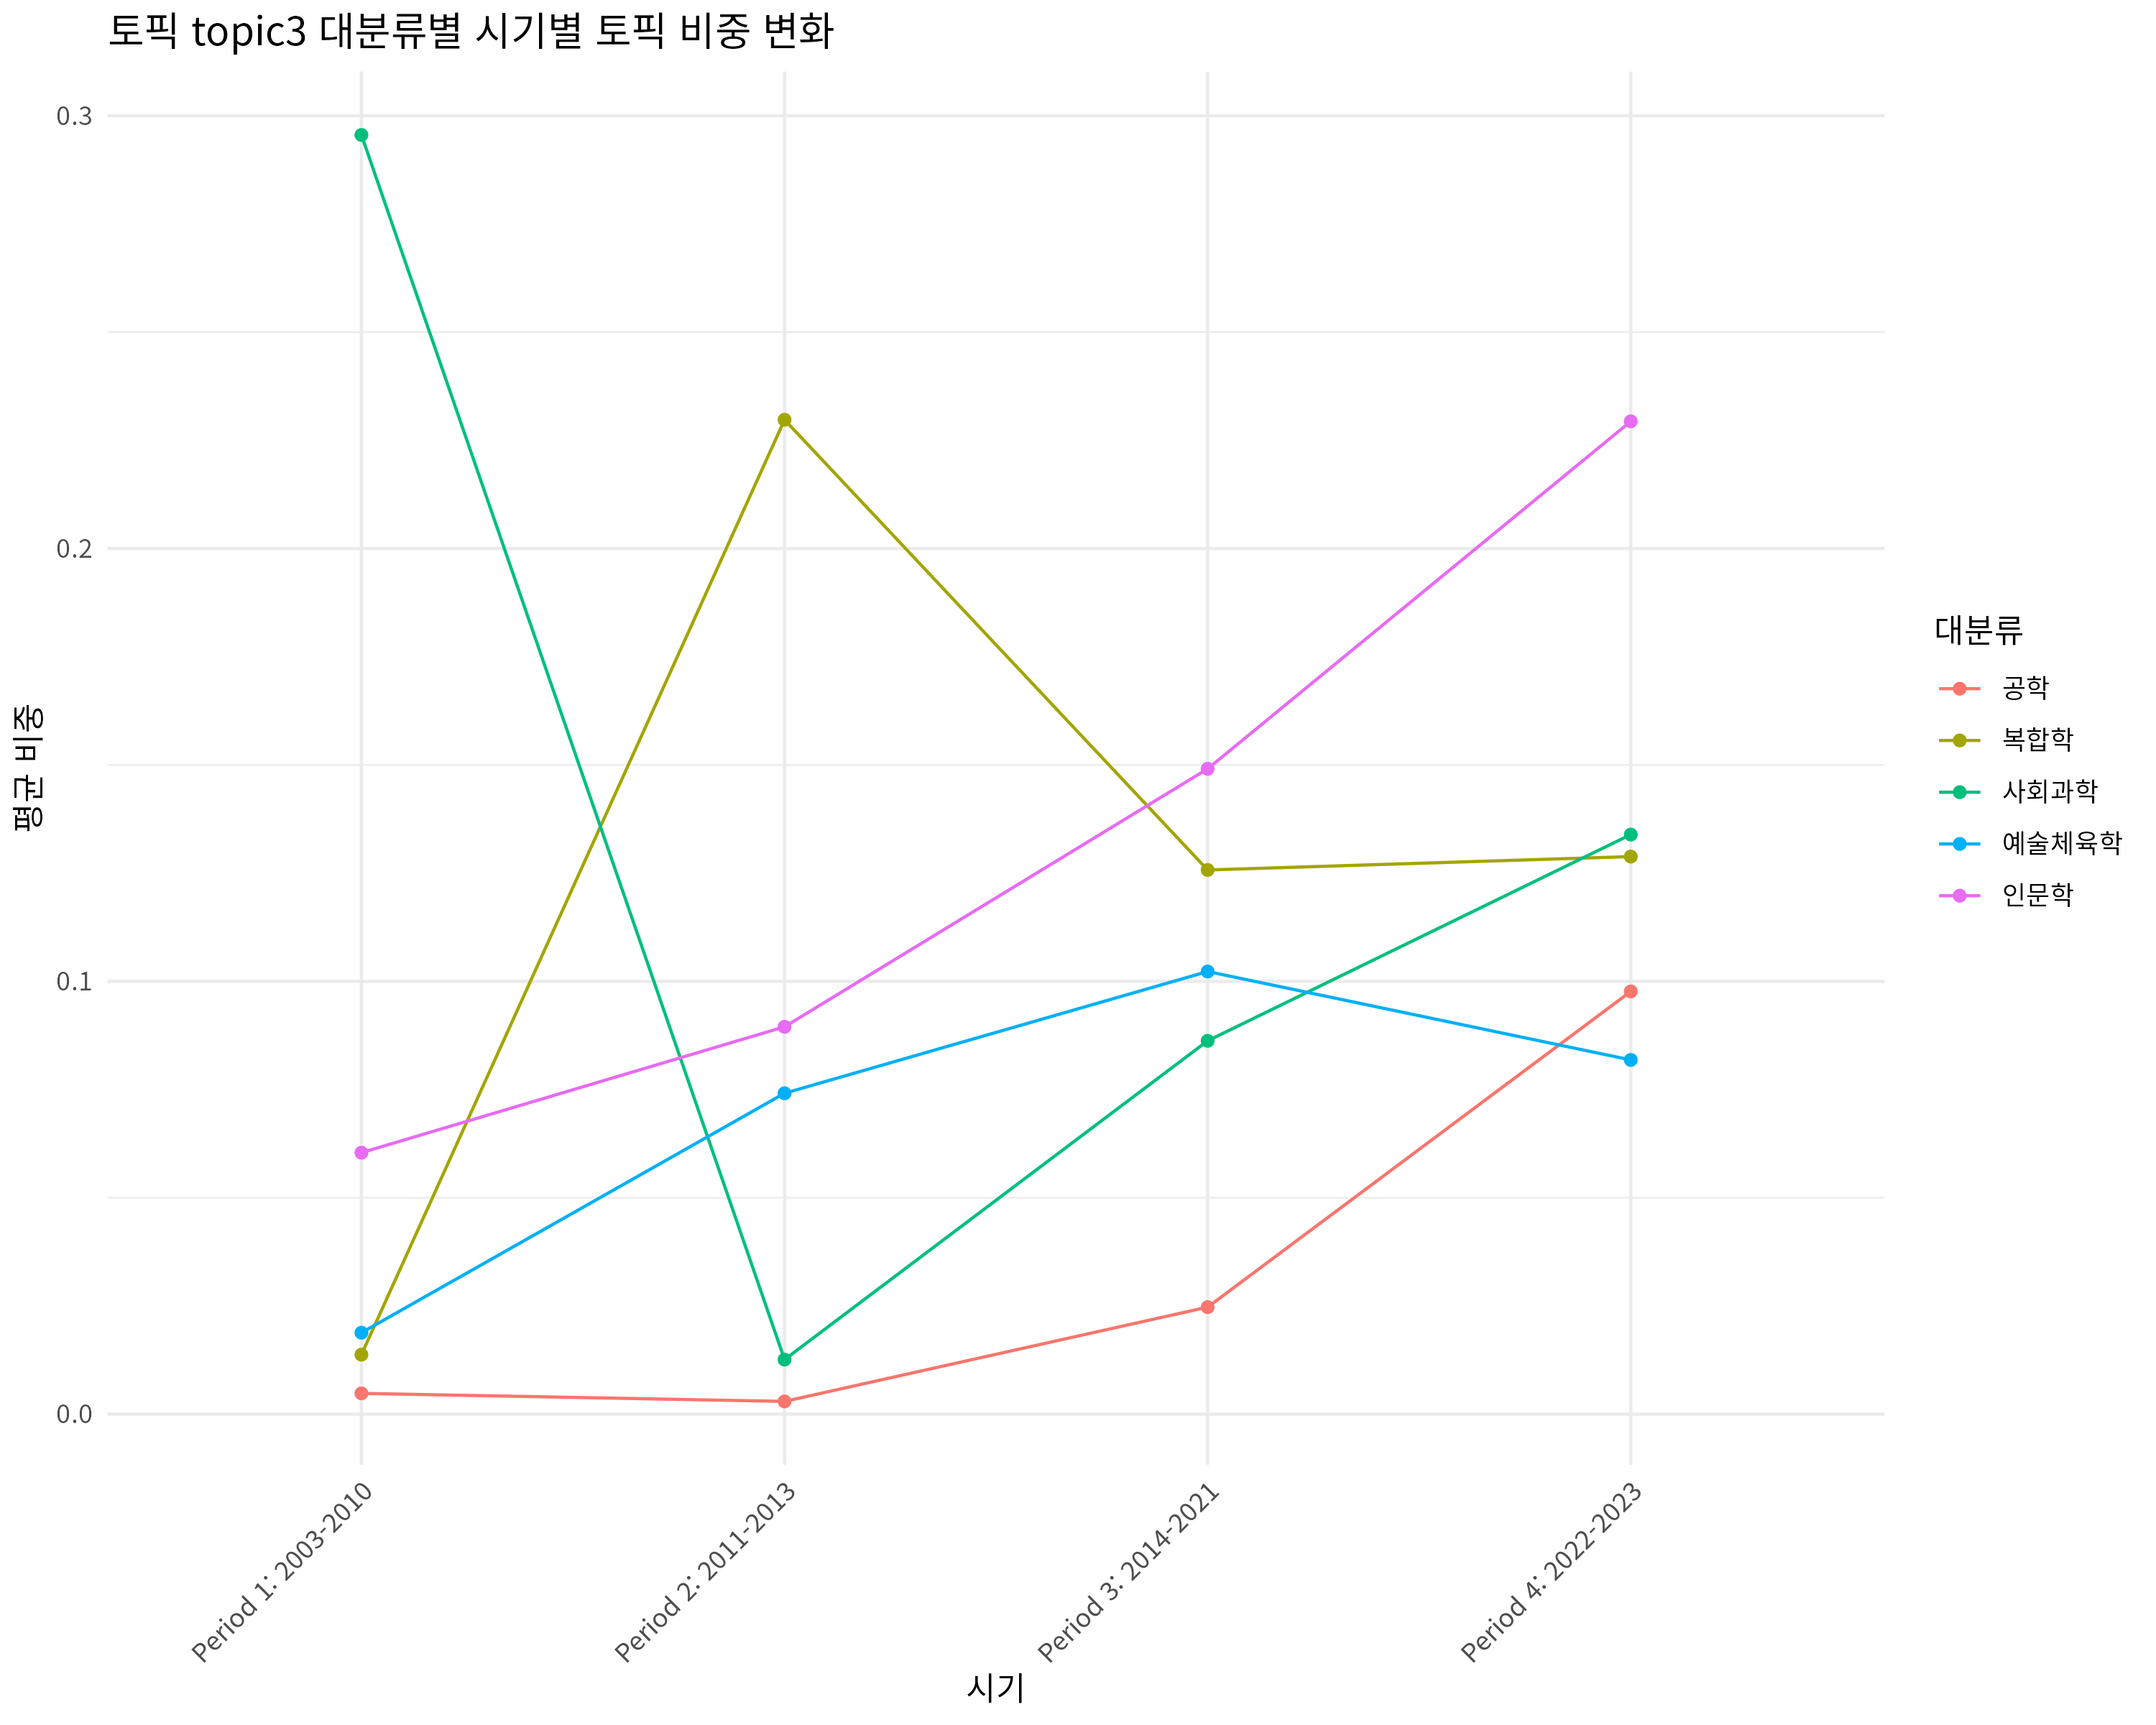 토픽 topic3 대분류별 시기별 토픽 비중 변화
0.3
0.2
0.1
0.0
평균 비중
Period 1: 2003-2010
Period 2: 2011-2013
Period 3: 2014-2021
Period 4: 2022-2023
시기
대분류
공학
복합학
사회과학
예술체육학
인문학